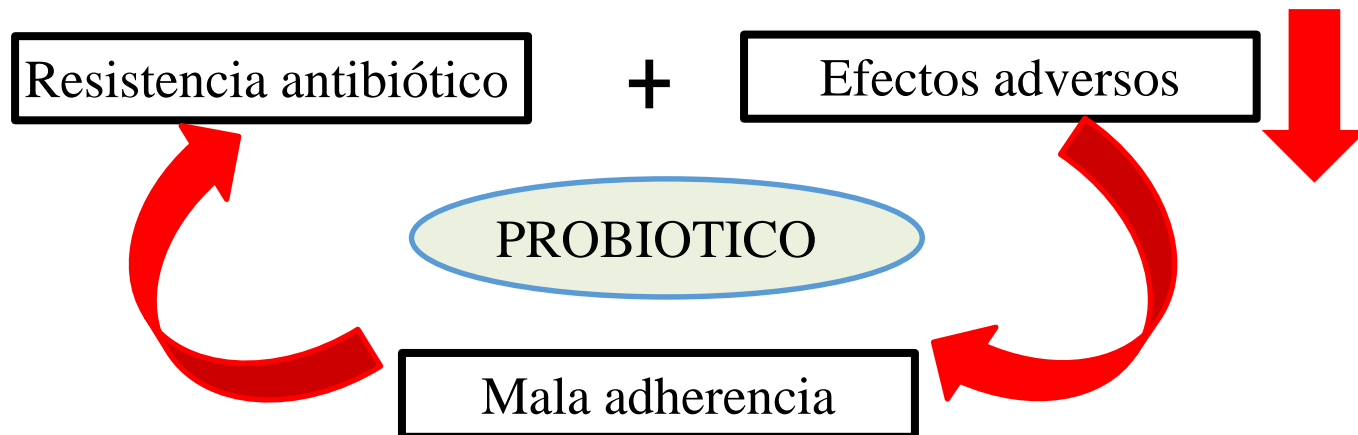 Resistencia antibiótico
+
Efectos adversos
PROBIOTICO
Mala adherencia